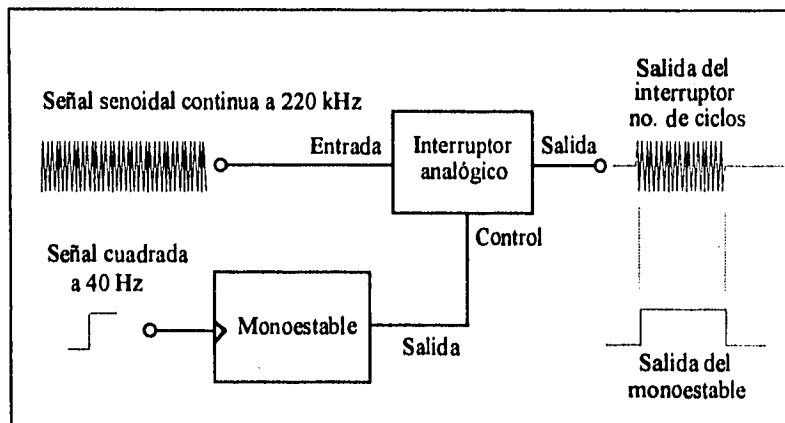 Señal senoidal continua a 220 kHz
Entrada
Interruptor
analógico
Salida
Salida del
interruptor
no. de ciclos
Control
Señal cuadrada
a 40 Hz
Monoestable
Salida
Salida del
monoestable